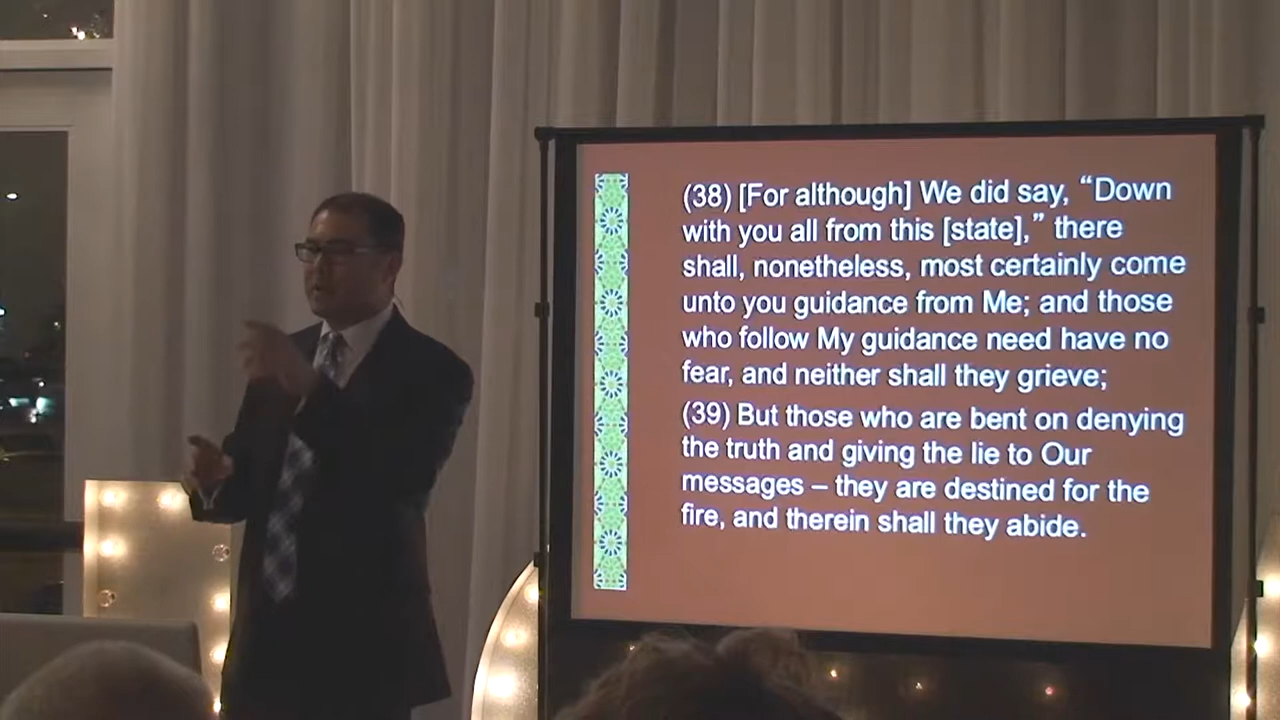 (38) [For although] We did say, “Down
with you all from this [state],” there
shall, nonetheless, most certainly come
unto you guidance from Me; and those
who follow My guidance need have no
fear, and neither shall they grieve;
(39) But those who are bent on denying
the truth and giving the lie to Our
messages – they are destined for the
fire, and therein shall they abide.